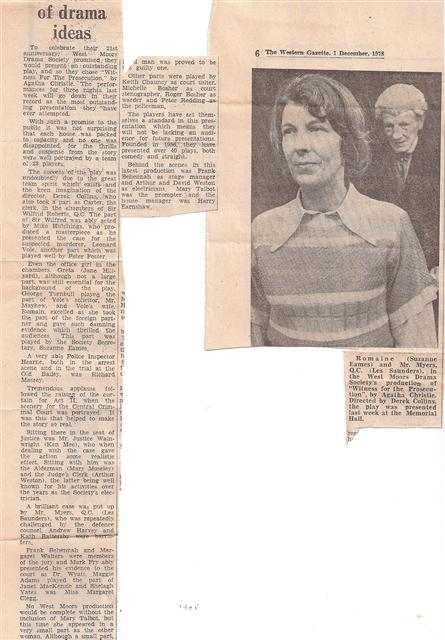 of drama
ideas
To celebrate their 21st
anniversary, West Moors
Drama Society promised they
would present an outstanding
play, and so they chose "Wit-
ness For The Prosecution," by
Agatha Christie. The perfor-
mances for three nights last
week will go down in their
record as the most outstand-
ing presentation they have
ever attempted.
With such a promise to the
public it was not surprising
that each house was packed
to capacity and no one was
disappointed, for the thrills
and suspense from the story
were well portrayed by a team
of 23 players.
The success of the play was
undoubtedly due to the great
team spirit which exists and
the keen imagination of the
director, Derek Collins, who
also took a part as Carter, the
clerk, in the chambers of Sir
Wilfrid Roberts, Q.C. The part
of Sir Wilfred was ably acted
by Mike Hutchings, who pro-
duced a masterpiece as he
presented the case for the
suspected murderer, Leonard
Vole, another part which was
played well by Peter Foster.
Even the office girl in the
chambers, Greta (Jane Hill-
yard), although not a large
part, was still essential for the
background of the play.
George Turnbull played the
part of Vole's solicitor, Mr.
Mayhew, and Vole's wife,
Romain, excelled as she took
the part of the foreign part-
ner and gave such damning
evidence which thrilled the
audiences. This part was
played by the Society Secre-
tary, Suzanne Eames.
A very able Police Inspector
Hearne, both in the arrest
scene and in the trial at the
Old Bailey, was Richard
Massey.
Tremendous applause fol-
lowed the raising of the cur-
tain for Act II, when the
scene for the Central Crimi-
nal Court was portrayed. It
was this that helped to make
the story so real.
Sitting there in the seat of
justice was Mr. Justice Wain-
wright (Ken Mee), who when
dealing with the case gave
the action some realistic
effect. Sitting with him was
the Alderman (Mary Moseley)
and the Judge's Clerk (Arthur
Weston), the latter being well
known for his activities over
the years as the Society's elec-
trician.
A brilliant case was put up
by Mr. Myers, Q.C. (Les
Saunders), who was repeatedly
challenged by the defence
counsel. Andrew Harvey and
Kath Battersby were barris-
ters.
Frank Behennah and Mar-
garet Walters were members
of the jury and Mark Fry ably
presented his evidence to the
court as Dr. Wyatt. Maggie
Adams played the part of
Janet MacKenzie and Shelagh
Yates was Miss Margaret
Clegg.
No West Moors production
would be complete without the
inclusion of Mary Talbot, but
this time she appeared in a
very small part as the other
woman. Although a small part,
man was proved to be
guilty one.
Other parts were played by
Keith Chauncy as court usher,
Michelle Bosher as court
stenographer, Roger Bosher as
warder and Peter Redding as
the policeman.
The players have set them-
selves a standard in this pres-
entation which means they
will not be lacking an audi-
ence for future presentations.
Founded in 1956, they have
presented over 40 plays, both
comedy and straight.
Behind the scenes in this
latest production was Frank
Behennah as stage manager
and Arthur and David Weston
as electricians. Mary Talbot
was the prompter and the
house manager was Harry
Earnshaw.
6 The Western Gazette, 1 December, 1978
Romaine (Suzanne
Eames) and Mr. Myers,
Q.C. (Les Saunders), in
the West Moors Drama
Society's production of
"Witness for the Prosecu-
tion", by Agatha Christie.
Directed by Derek Collins,
the play was presented
last week at the Memorial
Hall.